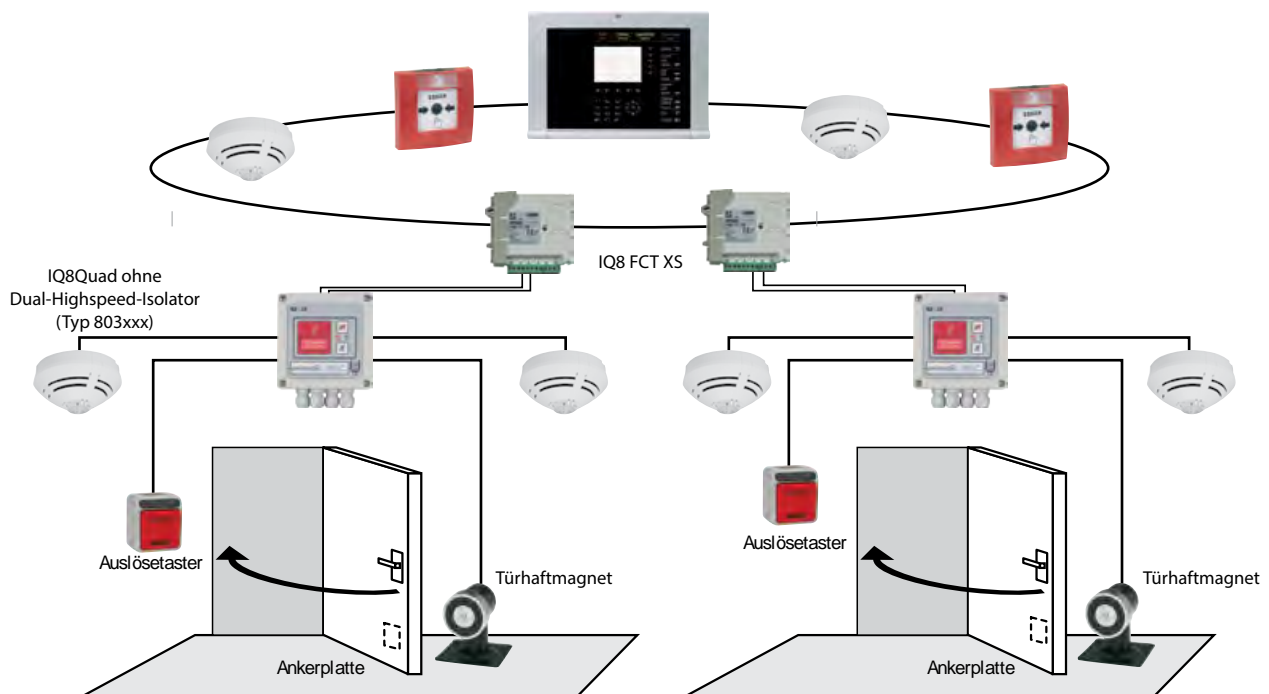 IQ8 FCT XS
IQ8Quad ohne
Dual-Highspeed-Isolator
(Typ 803xxx)
Auslösetaster
Türhaftmagnet
Ankerplatte
Auslösetaster
Türhaftmagnet
Ankerplatte